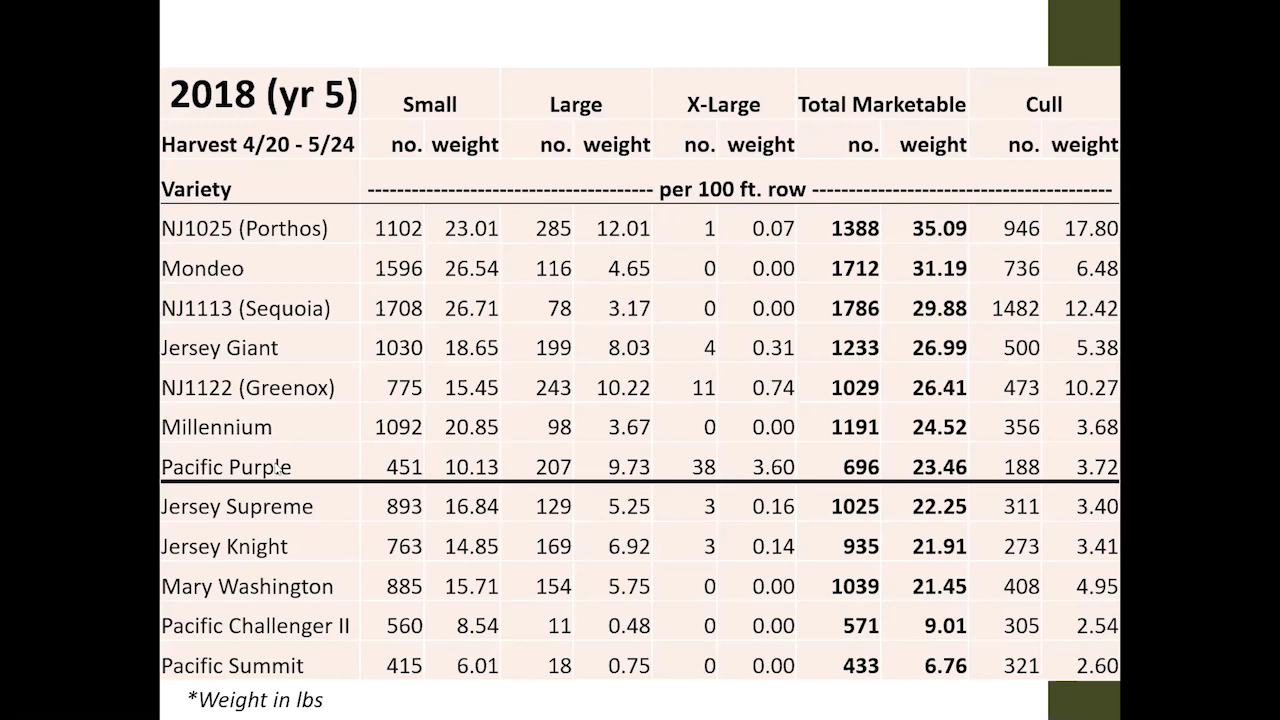 2018 (yr 5) Small Large X-Large Total Marketable Cull
Harvest 4/20 - 5/24 no. weight no. weight no. weight no. weight no. weight
Variety -------------------------------------- per 100 ft. row ----------------------------------------
NJ1025 (Porthos) 1102 23.01 285 12.01 1 0.07 1388 35.09 946 17.80
Mondeo 1596 26.54 116 4.65 0 0.00 1712 31.19 736 6.48
NJ1113 (Sequoia) 1708 26.71 78 3.17 0 0.00 1786 29.88 1482 12.42
Jersey Giant 1030 18.65 199 8.03 4 0.31 1233 26.99 500 5.38
NJ1122 (Greenox) 775 15.45 243 10.22 11 0.74 1029 26.41 473 10.27
Millennium 1092 20.85 98 3.67 0 0.00 1191 24.52 356 3.68
Pacific Purple 451 10.13 207 9.73 38 3.60 696 23.46 188 3.72
Jersey Supreme 893 16.84 129 5.25 3 0.16 1025 22.25 311 3.40
Jersey Knight 763 14.85 169 6.92 3 0.14 935 21.91 273 3.41
Mary Washington 885 15.71 154 5.75 0 0.00 1039 21.45 408 4.95
Pacific Challenger II 560 8.54 11 0.48 0 0.00 571 9.01 305 2.54
Pacific Summit 415 6.01 18 0.75 0 0.00 433 6.76 321 2.60
*Weight in lbs